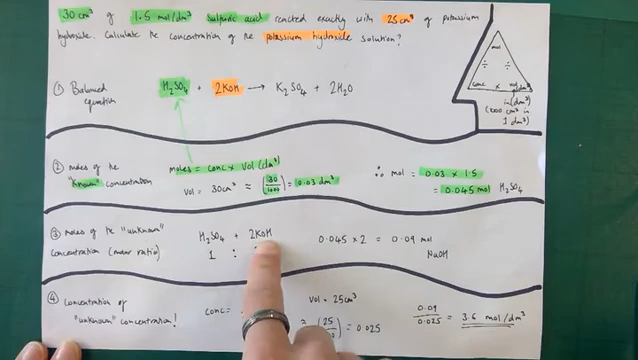 30 cm³ of 1.5 mol/dm³ sulfuric acid reacted exactly with 25 cm³ of potassium
hydroxide. Calculate the concentration of the potassium hydroxide solution?
mol
÷ ÷
conc x
in (dm³)
(1000 cm³ in
1 dm³)
① Balanced H₂SO₄ + 2KOH → K₂SO₄ + 2H₂O
equation
② moles of the moles = conc x vol (dm³)
"known" concentration vol = 30cm³ = (30/1000) = 0.03 dm³ ∴ mol = 0.03 x 1.5
= 0.045 mol H₂SO₄
③ moles of the "unknown" H₂SO₄ + 2KOH 0.045 x 2 = 0.09 mol
concentration (molar ratio) 1 : NaOH
④ concentration of conc = vol = 25cm³ 0.09/0.025 = 3.6 mol/dm³
"unknown" concentration! = 0.025